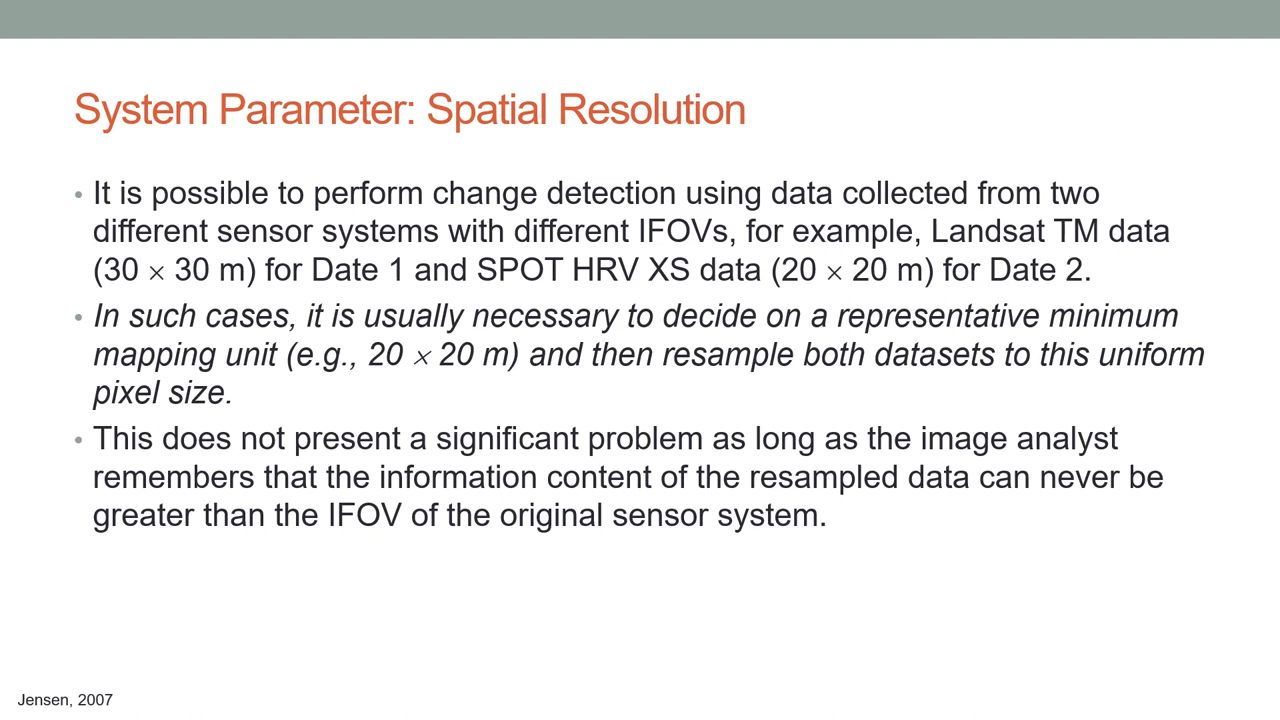 System Parameter: Spatial Resolution
• It is possible to perform change detection using data collected from two
different sensor systems with different IFOVs, for example, Landsat TM data
(30 × 30 m) for Date 1 and SPOT HRV XS data (20 × 20 m) for Date 2.
• In such cases, it is usually necessary to decide on a representative minimum
mapping unit (e.g., 20 × 20 m) and then resample both datasets to this uniform
pixel size.
• This does not present a significant problem as long as the image analyst
remembers that the information content of the resampled data can never be
greater than the IFOV of the original sensor system.
Jensen, 2007